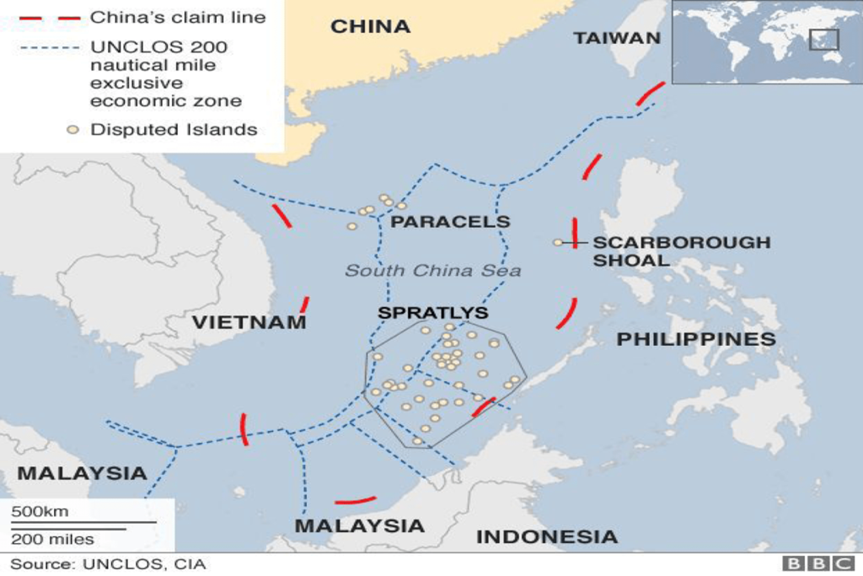 China's claim line
UNCLOS 200
nautical mile
exclusive
economic zone
Disputed Islands
CHINA
TAIWAN
PARACELS
SCARBOROUGH
SHOAL
South China Sea
SPRATLYS
VIETNAM
PHILIPPINES
MALAYSIA
MALAYSIA
INDONESIA
500km
200 miles
Source: UNCLOS, CIA
BBC